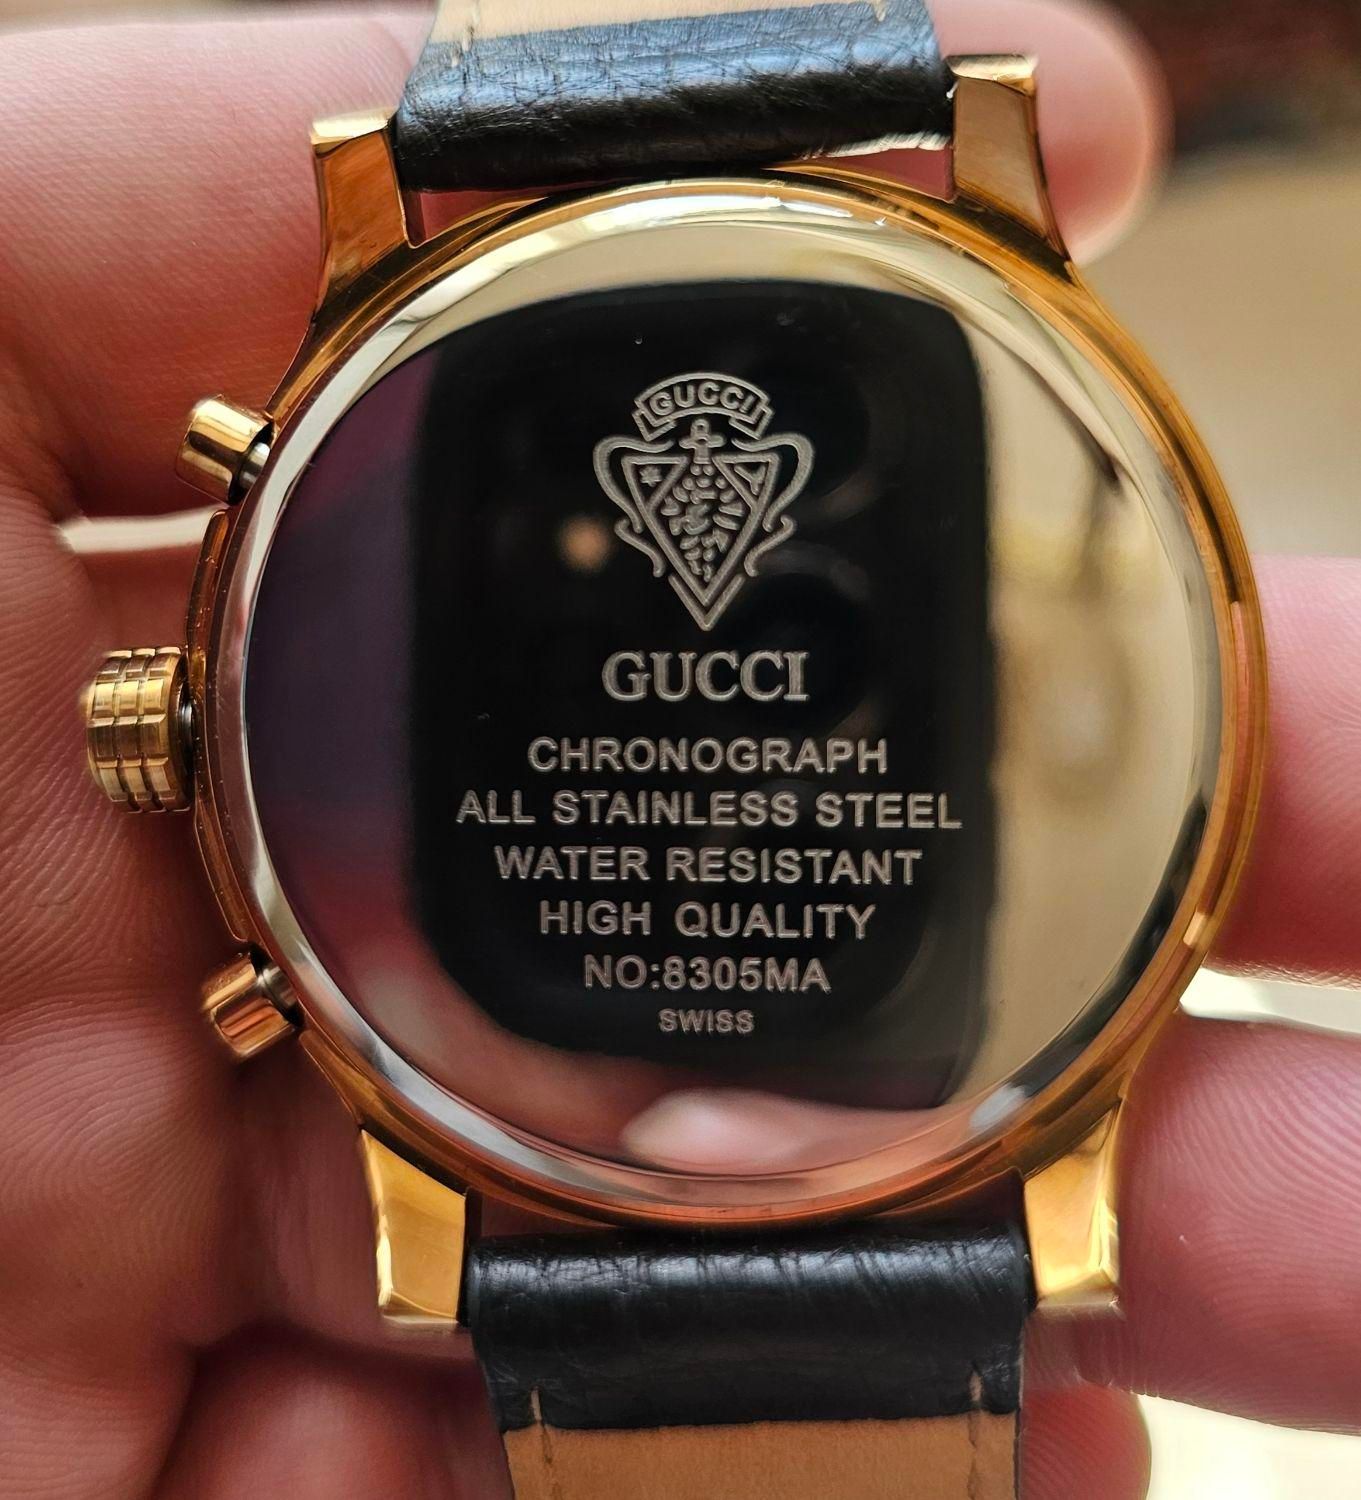 GUCCI
GUCCI
CHRONOGRAPH
ALL STAINLESS STEEL
WATER RESISTANT
HIGH QUALITY
NO:8305MA
SWISS